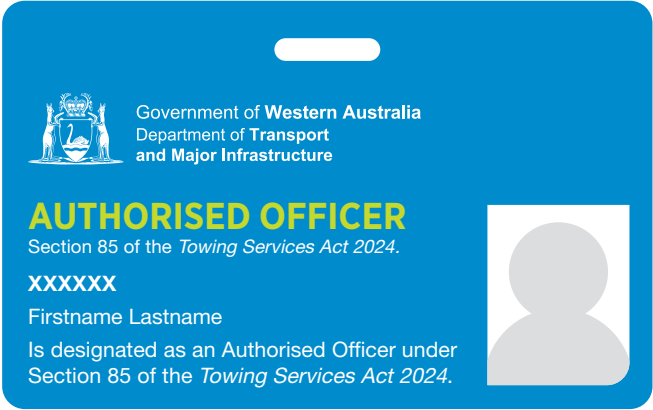 Government of Western Australia
Department of Transport
and Major Infrastructure
AUTHORISED OFFICER
Section 85 of the Towing Services Act 2024.
XXXXXX
Firstname Lastname
Is designated as an Authorised Officer under
Section 85 of the Towing Services Act 2024.